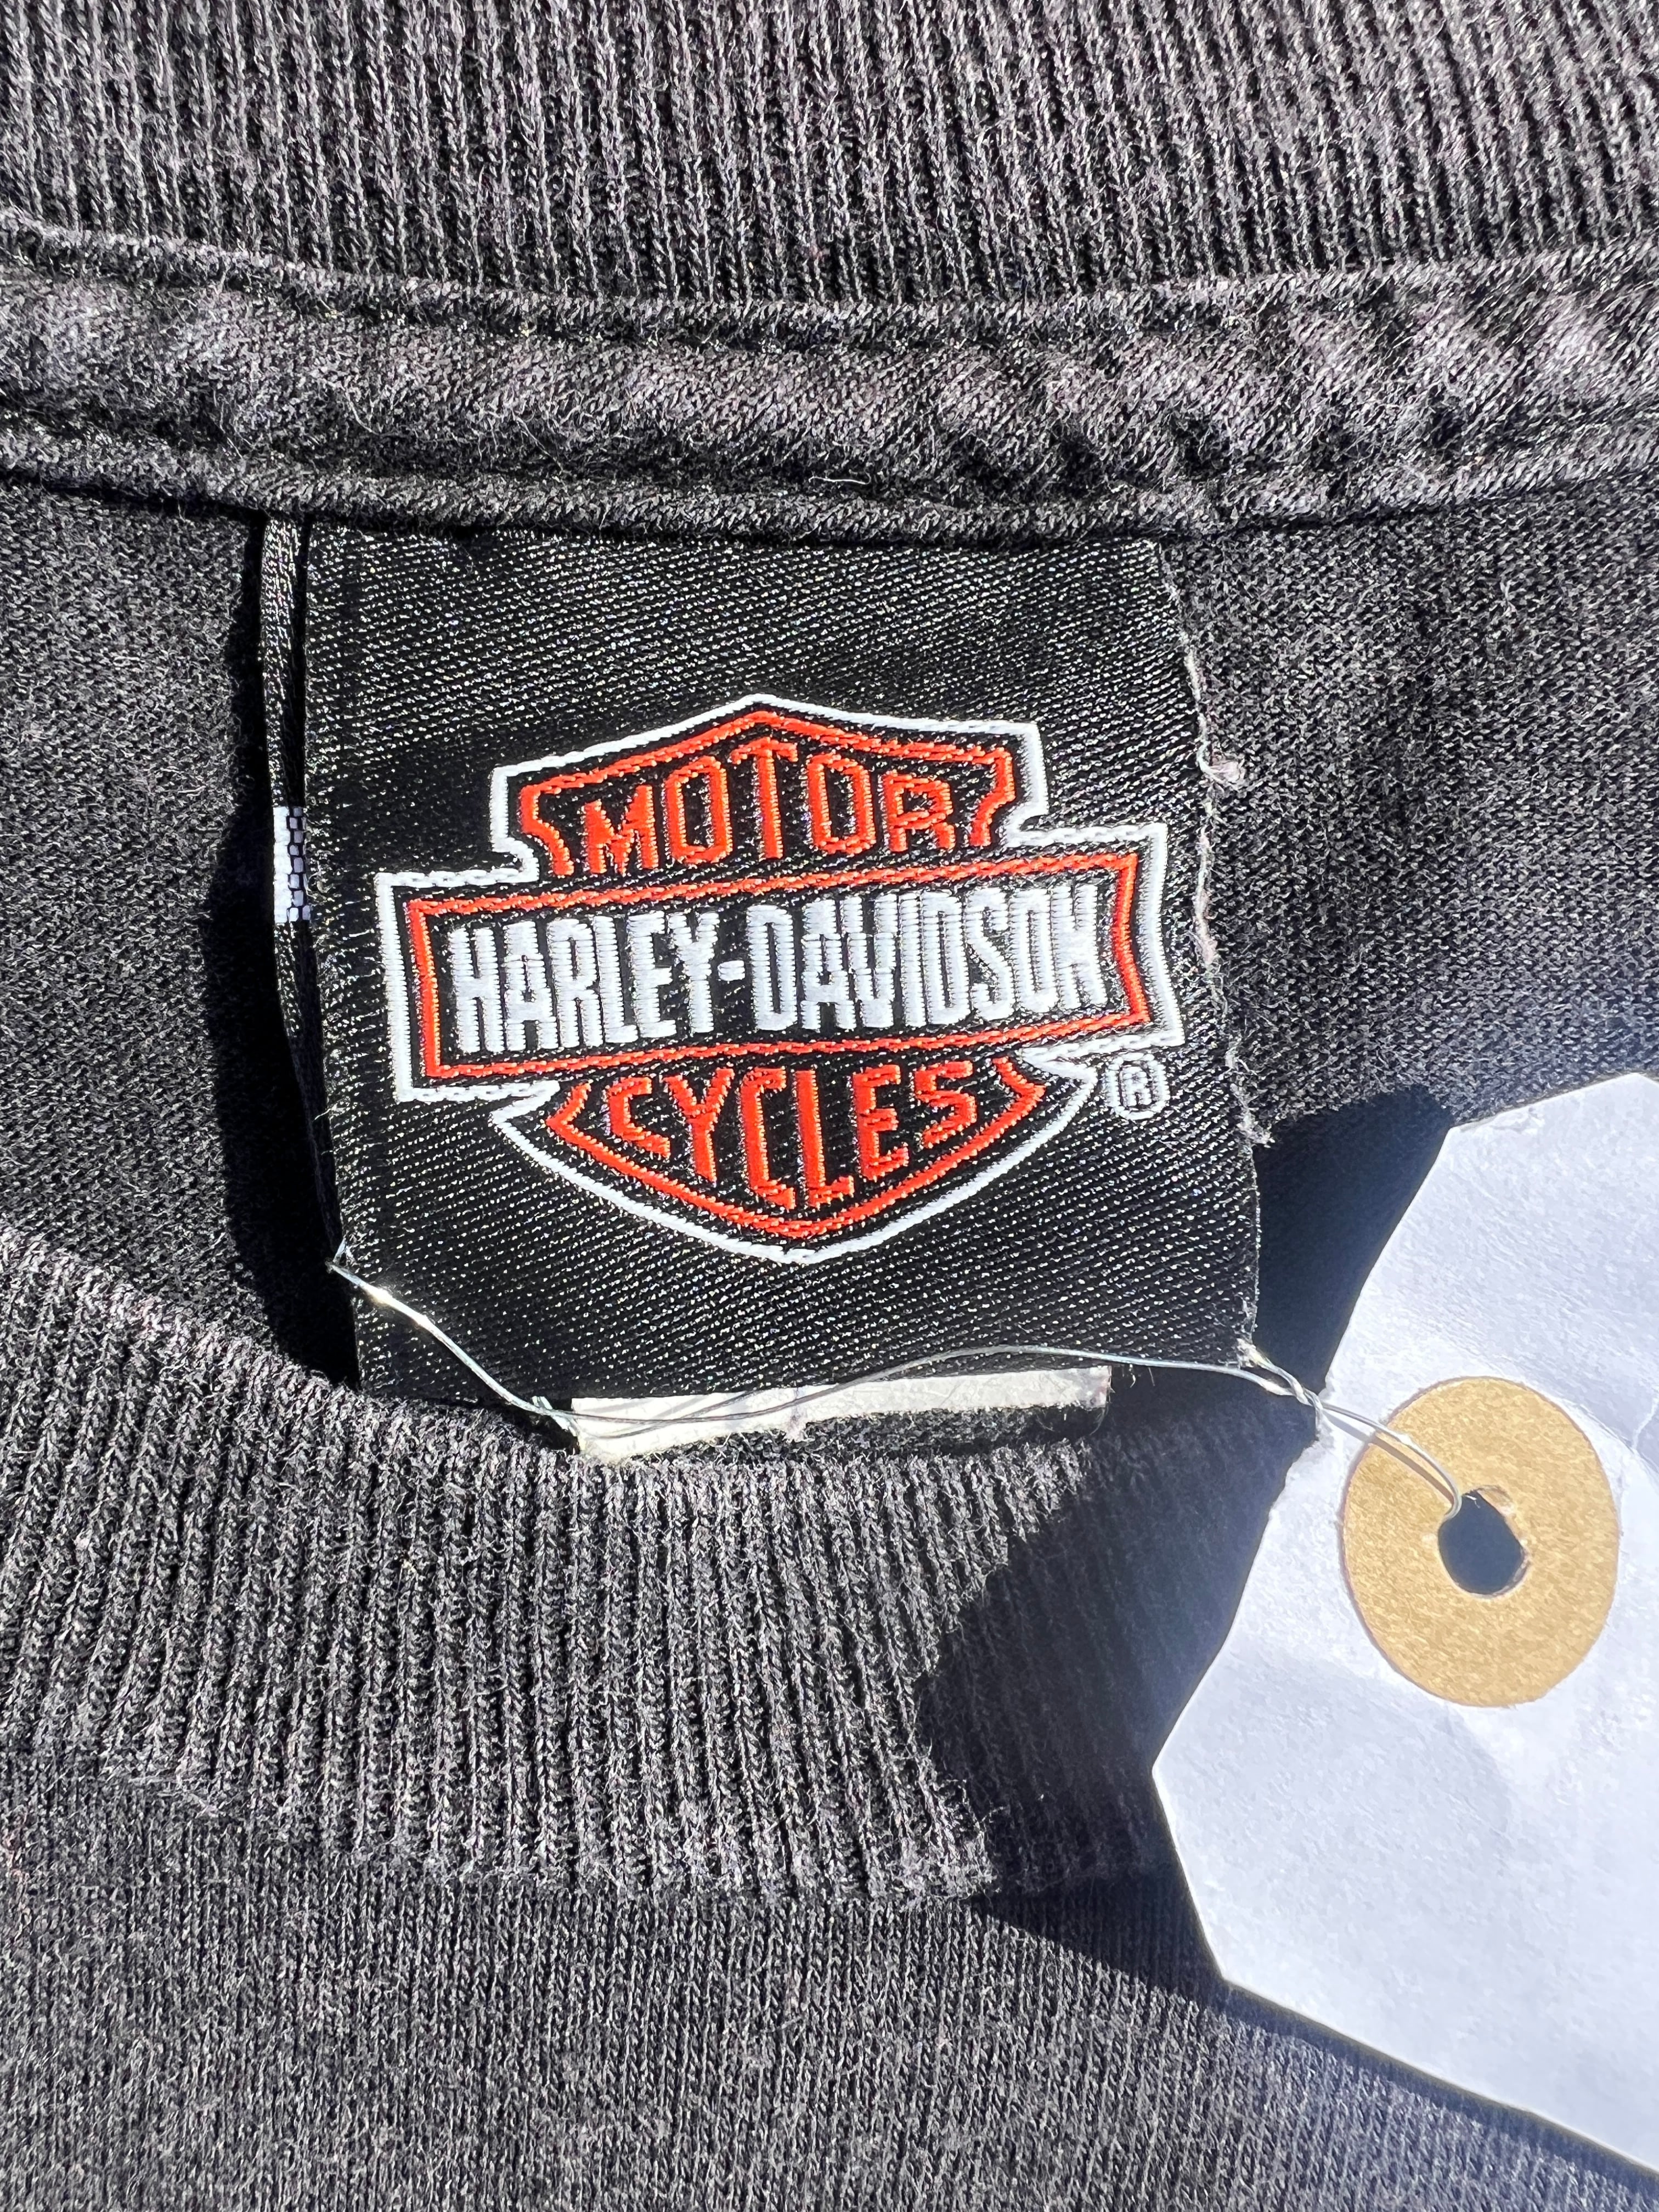 MOTOR
HARLEY-DAVIDSON
CYCLES
®